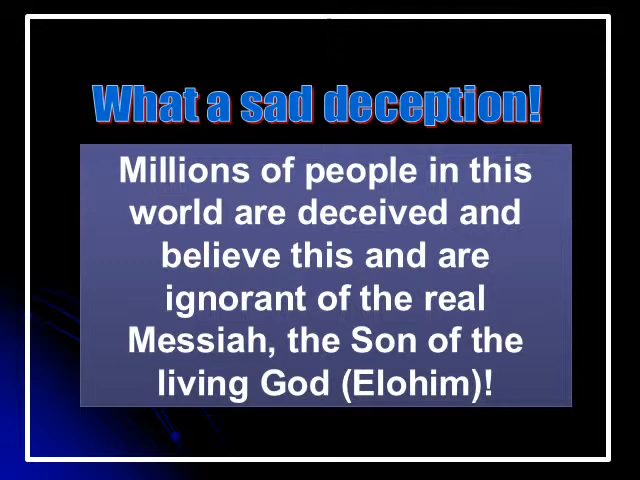 What a sad deception!
Millions of people in this
world are deceived and
believe this and are
ignorant of the real
Messiah, the Son of the
living God (Elohim)!